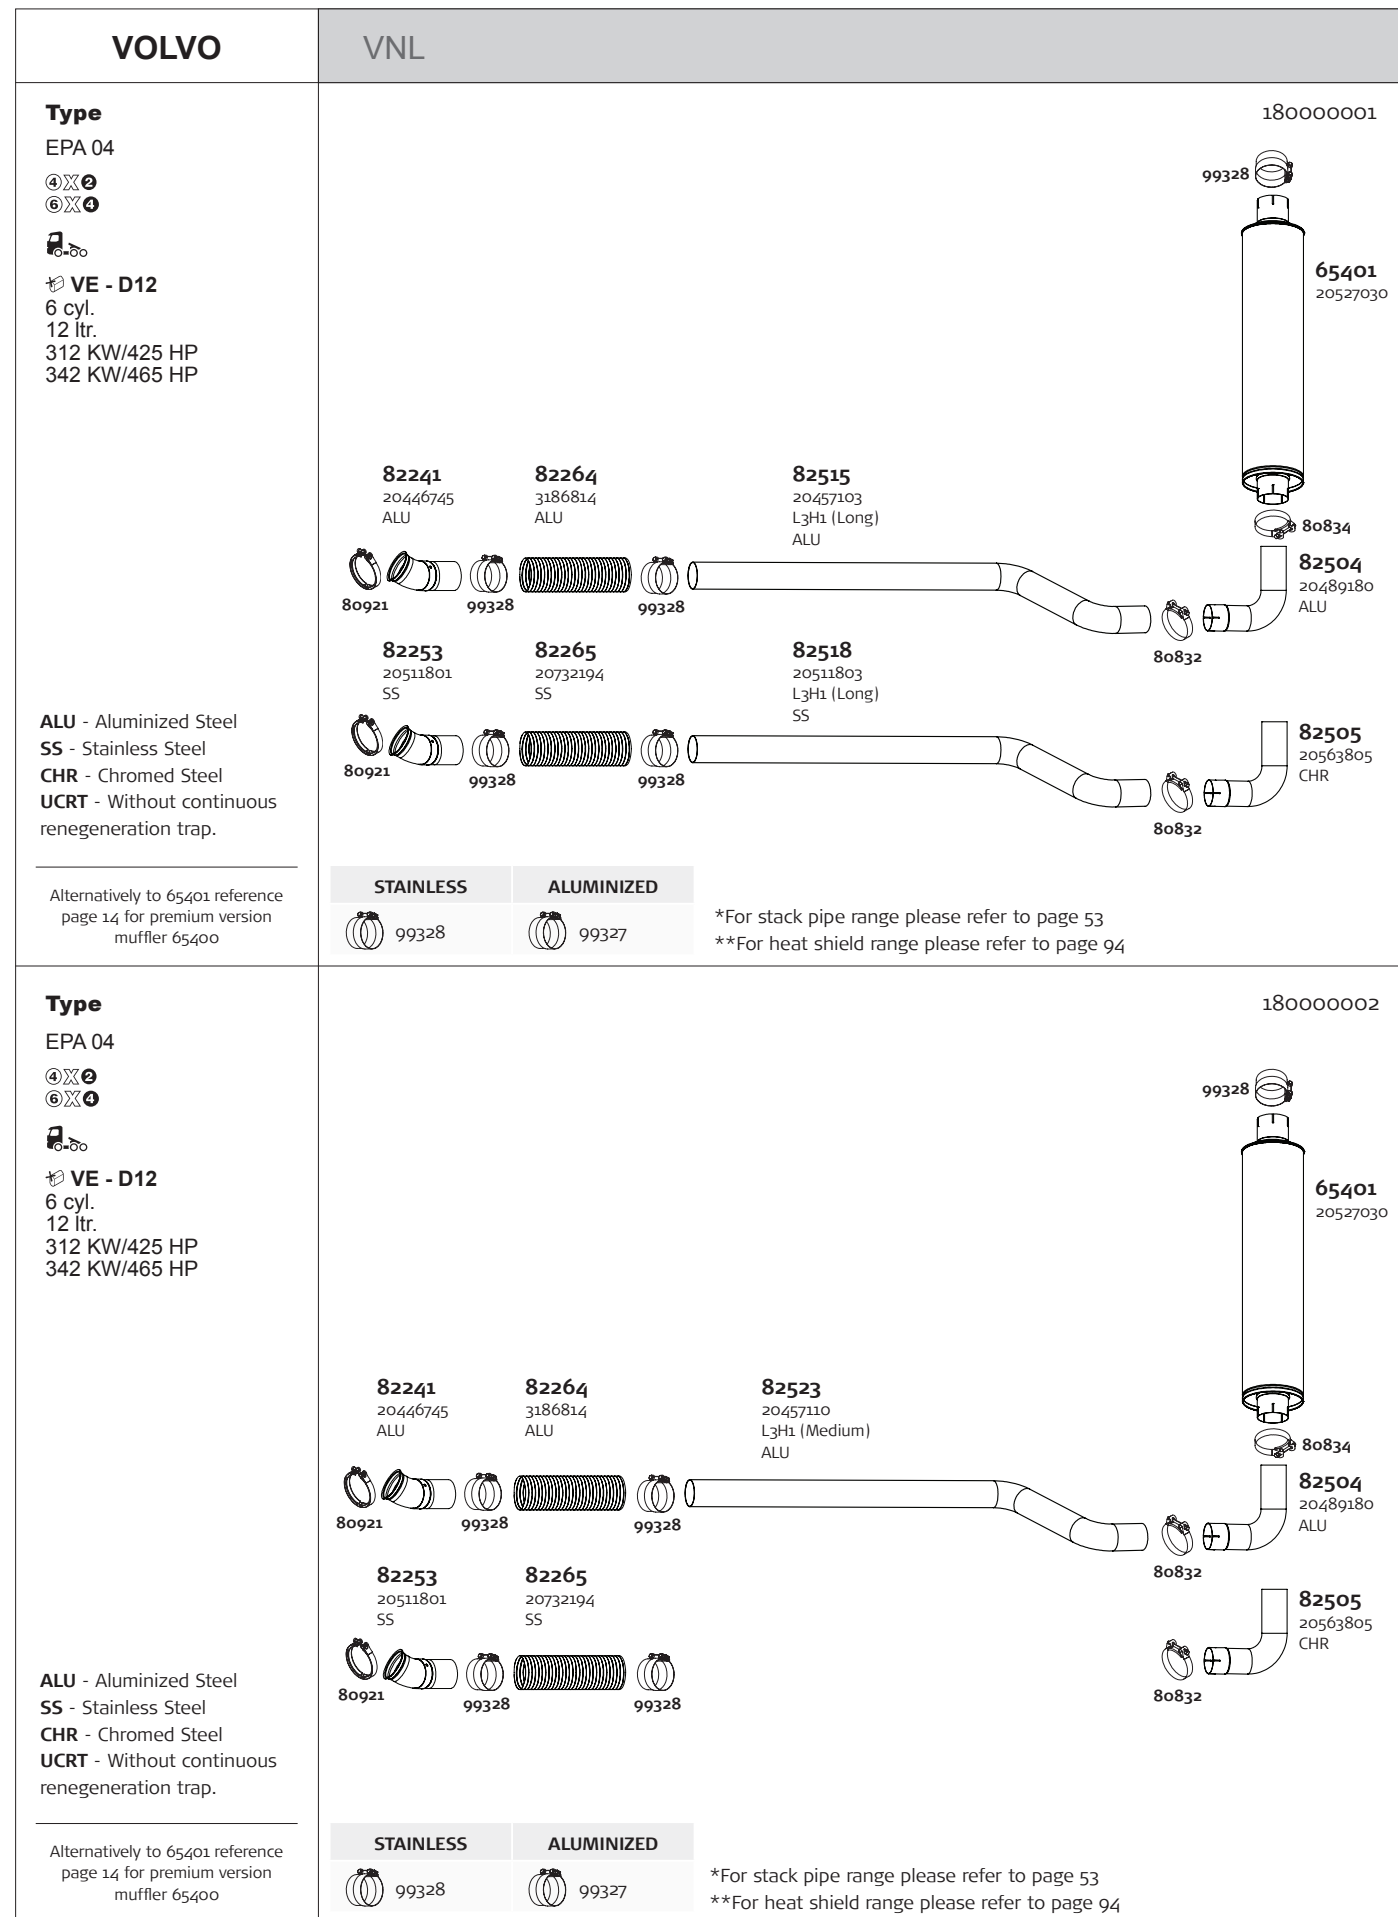 VOLVO
VNL
Type
EPA 04
4X2
6X4
VE - D12
6 cyl.
12 ltr.
312 KW/425 HP
342 KW/465 HP
ALU - Aluminized Steel
SS - Stainless Steel
CHR - Chromed Steel
UCRT - Without continuous
renegeneration trap.
Alternatively to 65401 reference
page 14 for premium version
muffler 65400
180000001
99328
65401
20527030
80834
82504
20489180
ALU
82241
20446745
ALU
82264
3186814
ALU
82515
20457103
L3H1 (Long)
ALU
80921
99328
99328
80832
82253
20511801
SS
82265
20732194
SS
82518
20511803
L3H1 (Long)
SS
82505
20563805
CHR
80921
99328
99328
80832
STAINLESS
ALUMINIZED
99328
99327
*For stack pipe range please refer to page 53
**For heat shield range please refer to page 94
Type
EPA 04
4X2
6X4
VE - D12
6 cyl.
12 ltr.
312 KW/425 HP
342 KW/465 HP
ALU - Aluminized Steel
SS - Stainless Steel
CHR - Chromed Steel
UCRT - Without continuous
renegeneration trap.
Alternatively to 65401 reference
page 14 for premium version
muffler 65400
180000002
99328
65401
20527030
80834
82504
20489180
ALU
82241
20446745
ALU
82264
3186814
ALU
82523
20457110
L3H1 (Medium)
ALU
80921
99328
99328
80832
82253
20511801
SS
82265
20732194
SS
82505
20563805
CHR
80921
99328
99328
80832
STAINLESS
ALUMINIZED
99328
99327
*For stack pipe range please refer to page 53
**For heat shield range please refer to page 94